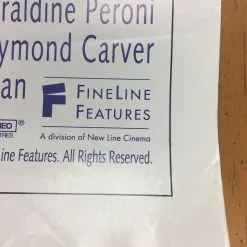 raldine Peroni
ymond Carver
an
FINELINE
FEATURES
A division of New Line Cinema
ine Features. All Rights Reserved.